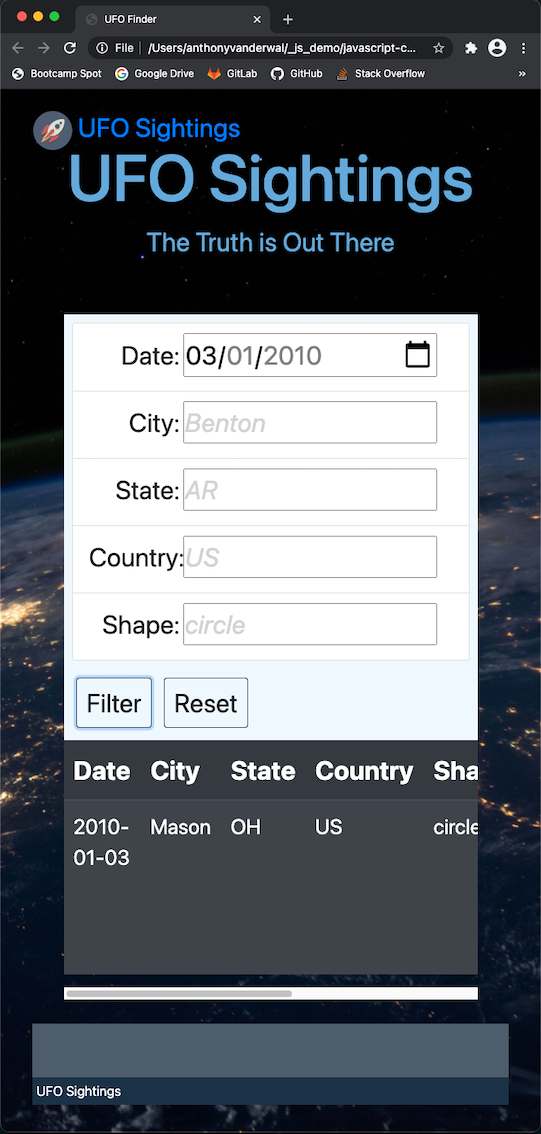 UFO Finder
File
/Users/anthonyvanderwal/_js_demo/javascript-c...
Bootcamp Spot
Google Drive
GitLab
GitHub
Stack Overflow
»
UFO Sightings
UFO Sightings
The Truth is Out There
Date: 03/01/2010
City: Benton
State: AR
Country: US
Shape: circle
Filter Reset
Date City State Country Sha
2010- Mason OH US circle
01-03
UFO Sightings